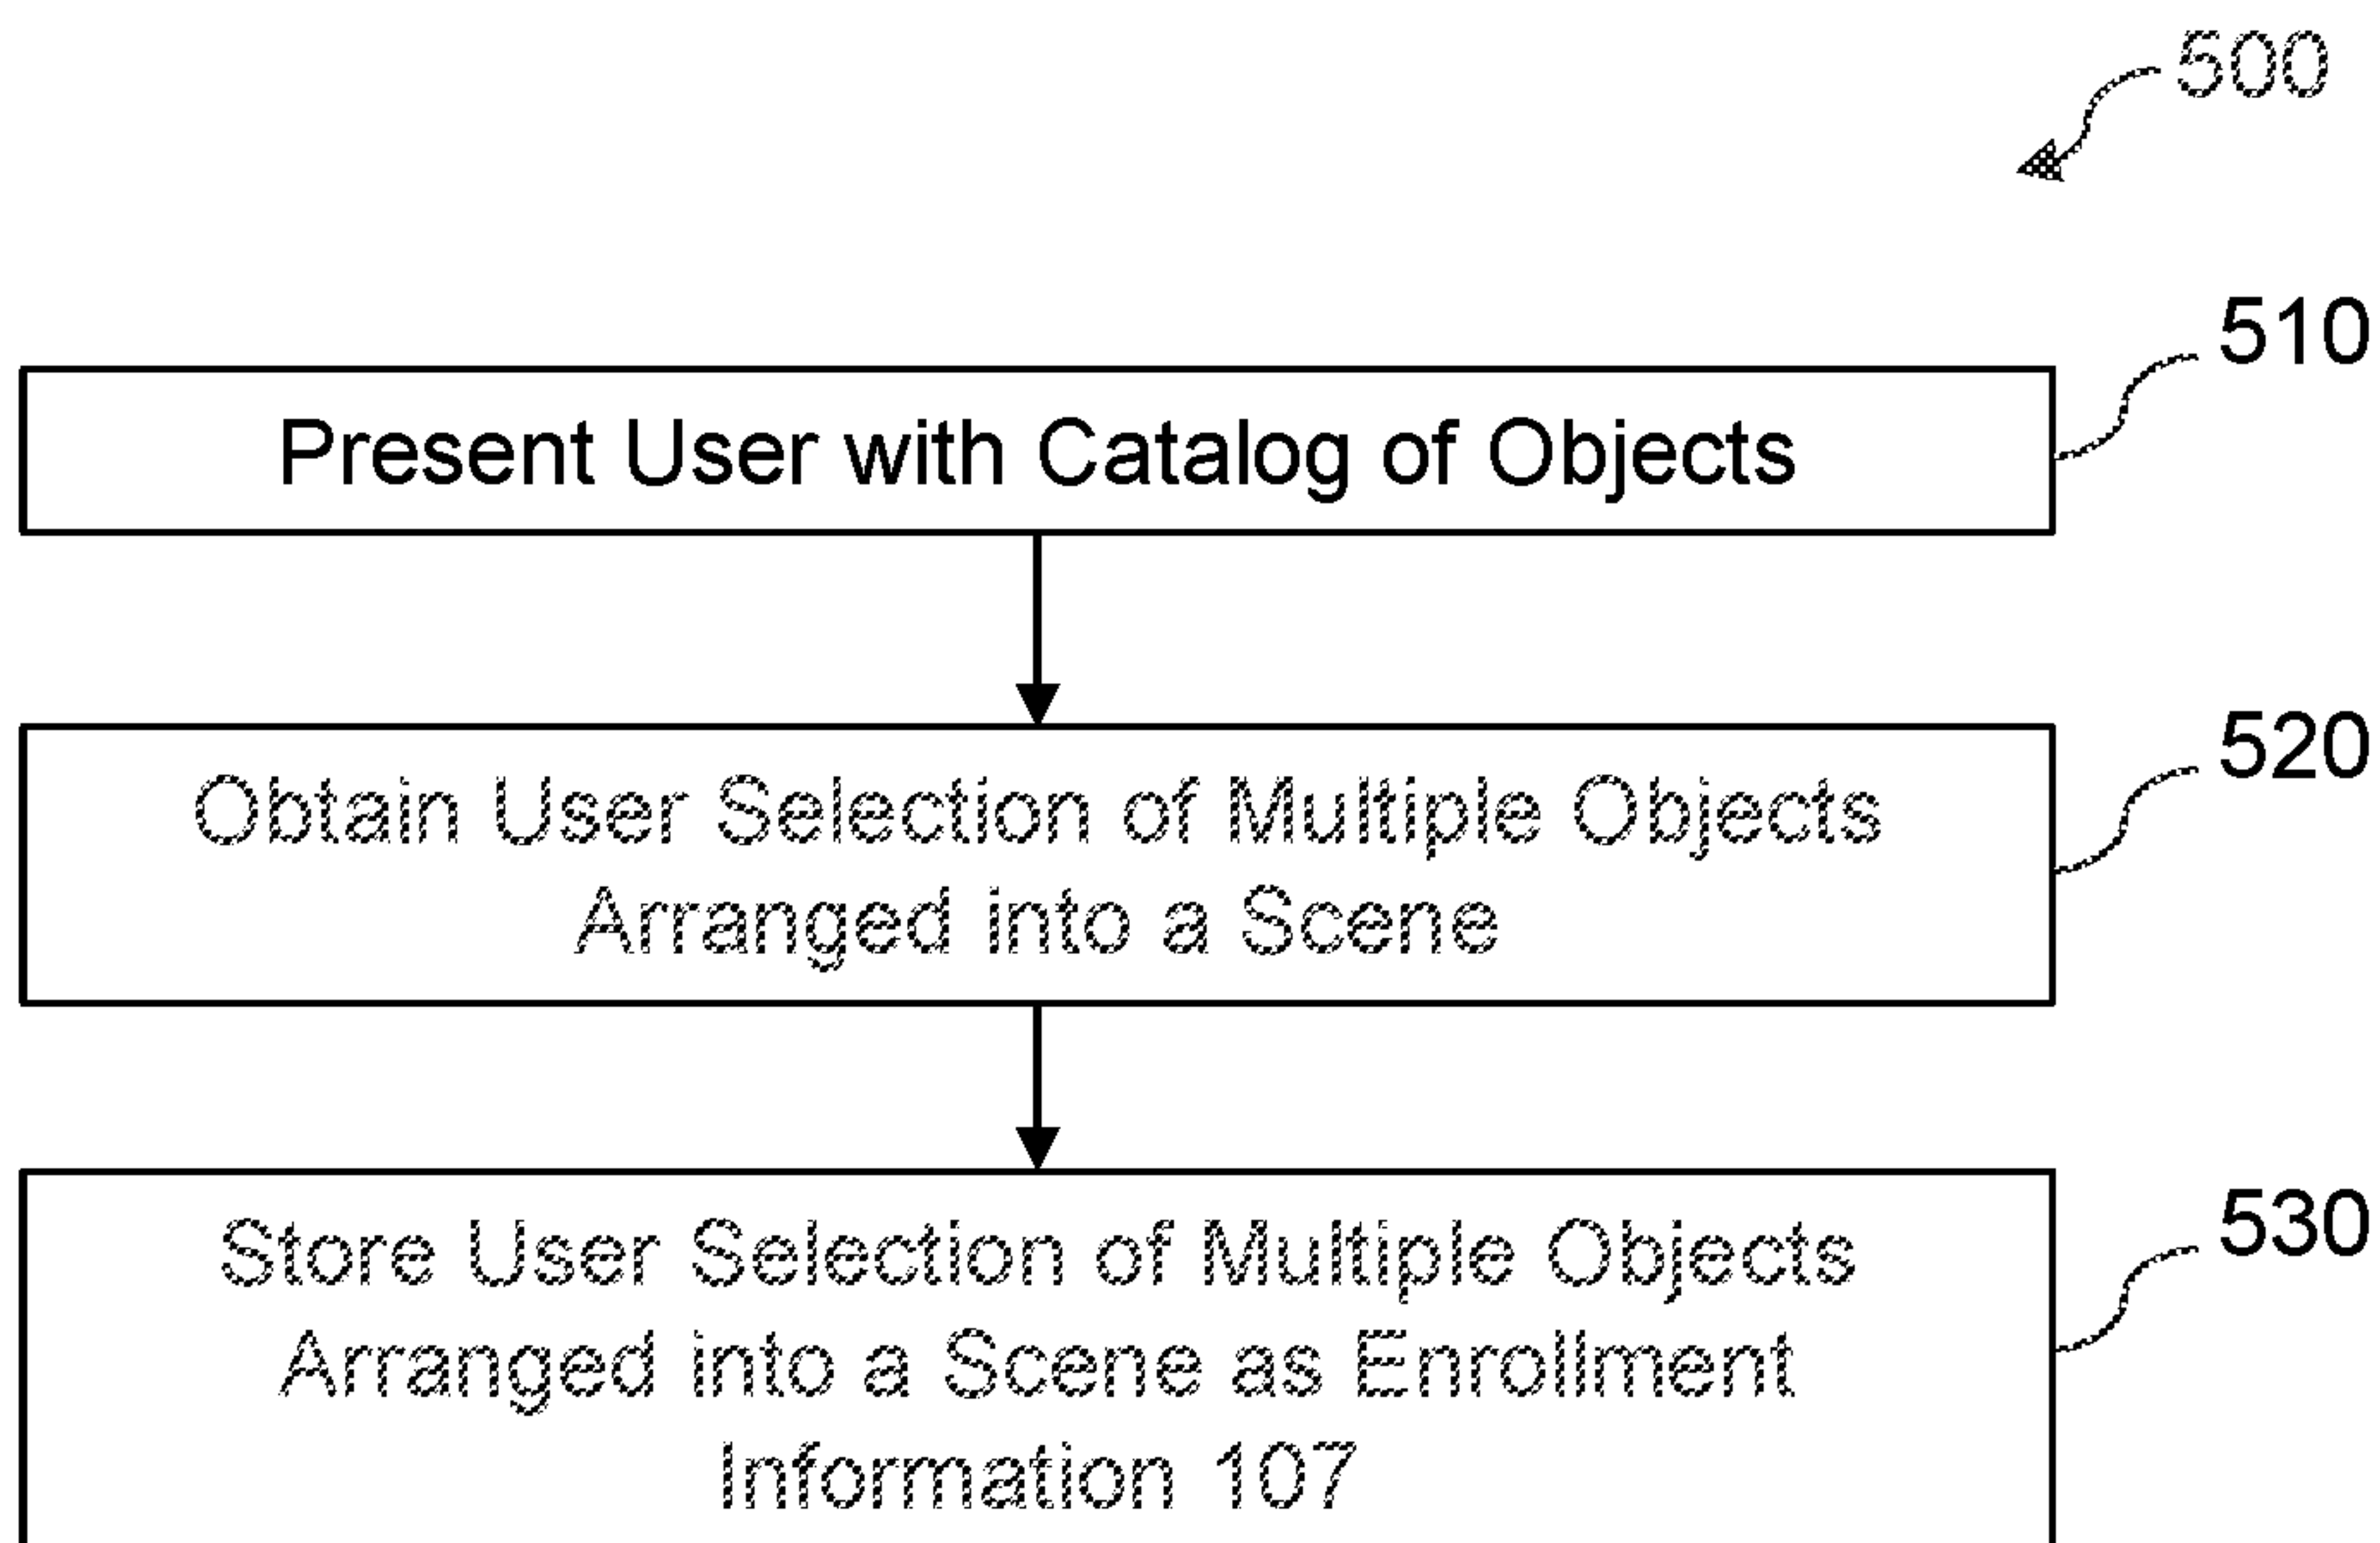 500
510
Present User with Catalog of Objects
520
Obtain User Selection of Multiple Objects
Arranged into a Scene
530
Store User Selection of Multiple Objects
Arranged into a Scene as Enrollment
Information 107